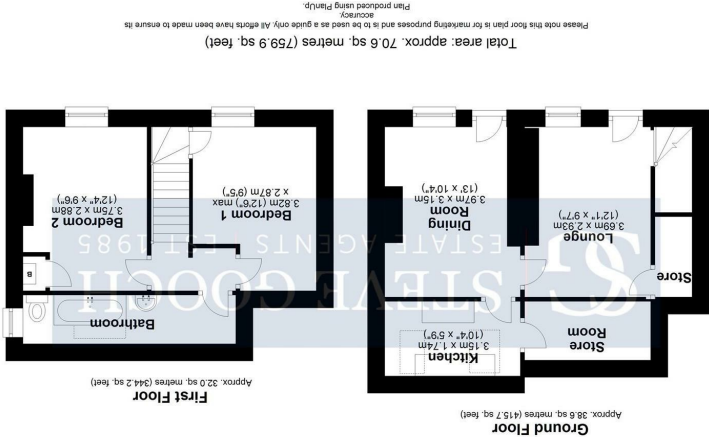 Ground Floor
Approx. 38.6 sq. metres (415.7 sq. feet)
Store
Room
Kitchen
3.15m x 1.74m
(10'4" x 5'9")
Store
Lounge
3.69m x 2.93m
(12'1" x 9'7")
Dining
Room
3.97m x 3.15m
(13' x 10'4")
First Floor
Approx. 32.0 sq. metres (344.2 sq. feet)
Bathroom
B
Bedroom 1
3.82m (12'6") max
x 2.87m (9'5")
Bedroom 2
3.75m x 2.88m
(12'4" x 9'6")
SG STEVE GOOCH
ESTATE AGENTS EST 1985
Total area: approx. 70.6 sq. metres (759.9 sq. feet)
Please note this floor plan is for marketing purposes and is to be used as a guide only. All efforts have been made to ensure its
accuracy.
Plan produced using PlanUp.